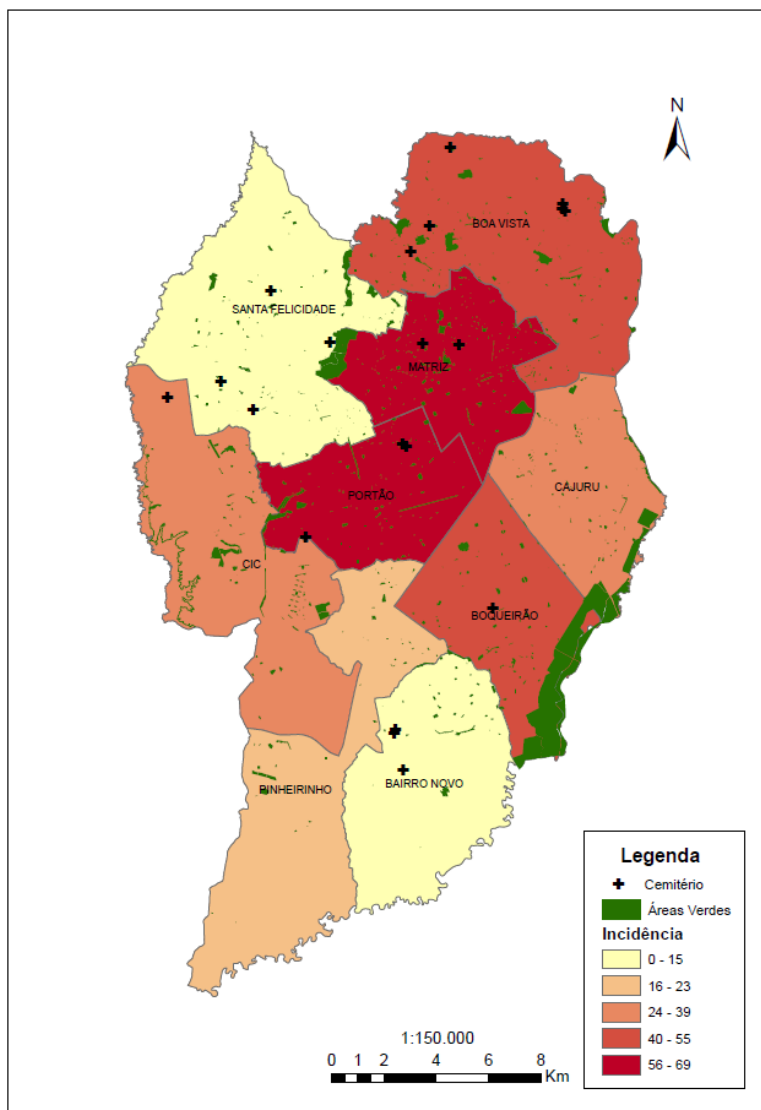 N
BOA VISTA
SANTA FELICIDADE
MATRIZ
CAJURU
PORTÃO
CIC
BOQUEIRÃO
PINHEIRINHO
BAIRRO NOVO
Legenda
Cemitério
Áreas Verdes
Incidência
0 - 15
16 - 23
24 - 39
40 - 55
56 - 69
1:150.000
0 1 2 4 6 8
Km